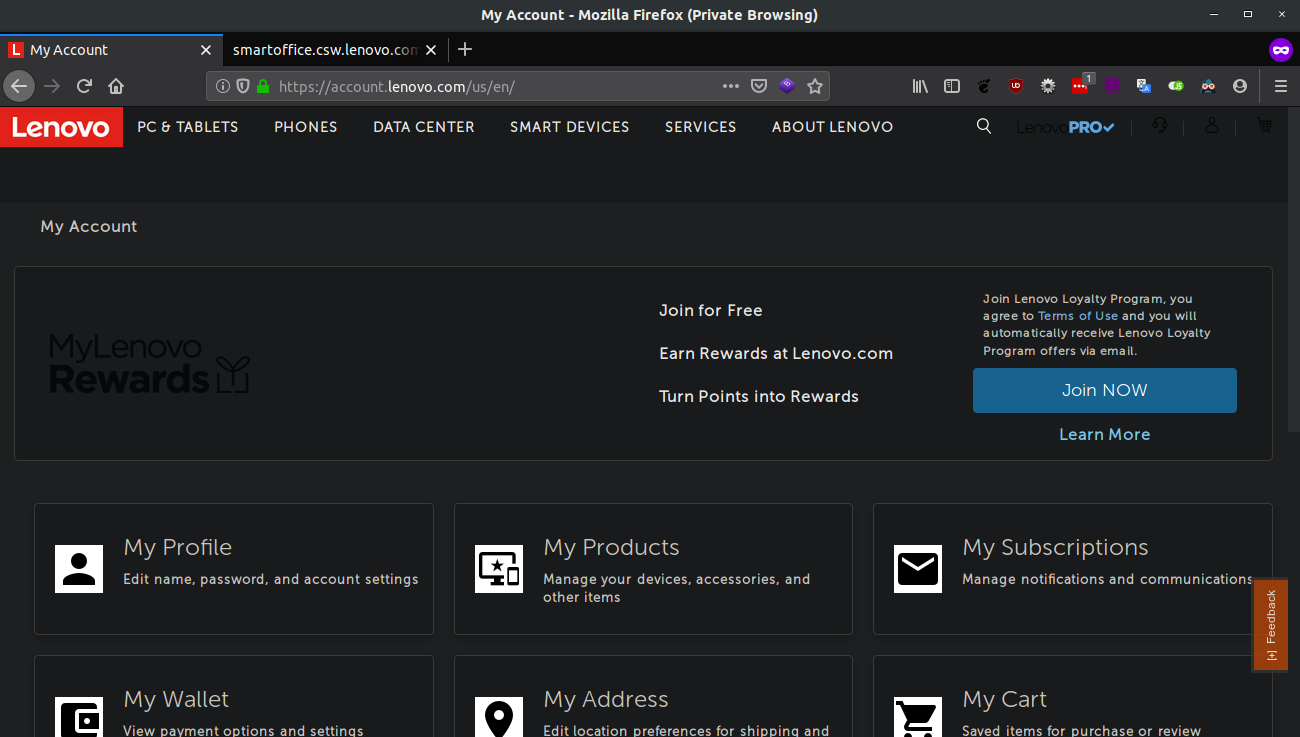 My Account - Mozilla Firefox (Private Browsing)
L My Account
smartoffice.csw.lenovo.com
https://account.lenovo.com/us/en/
UD
1
JS
Lenovo PC & TABLETS PHONES DATA CENTER SMART DEVICES SERVICES ABOUT LENOVO LenovoPRO
My Account
MyLenovo
Rewards
Join for Free
Earn Rewards at Lenovo.com
Turn Points into Rewards
Join Lenovo Loyalty Program, you
agree to Terms of Use and you will
automatically receive Lenovo Loyalty
Program offers via email.
Join NOW
Learn More
My Profile
Edit name, password, and account settings
My Products
Manage your devices, accessories, and
other items
My Subscriptions
Manage notifications and communications
[+] Feedback
My Wallet
View payment options and settings
My Address
Edit location preferences for shipping and
My Cart
Saved items for purchase or review